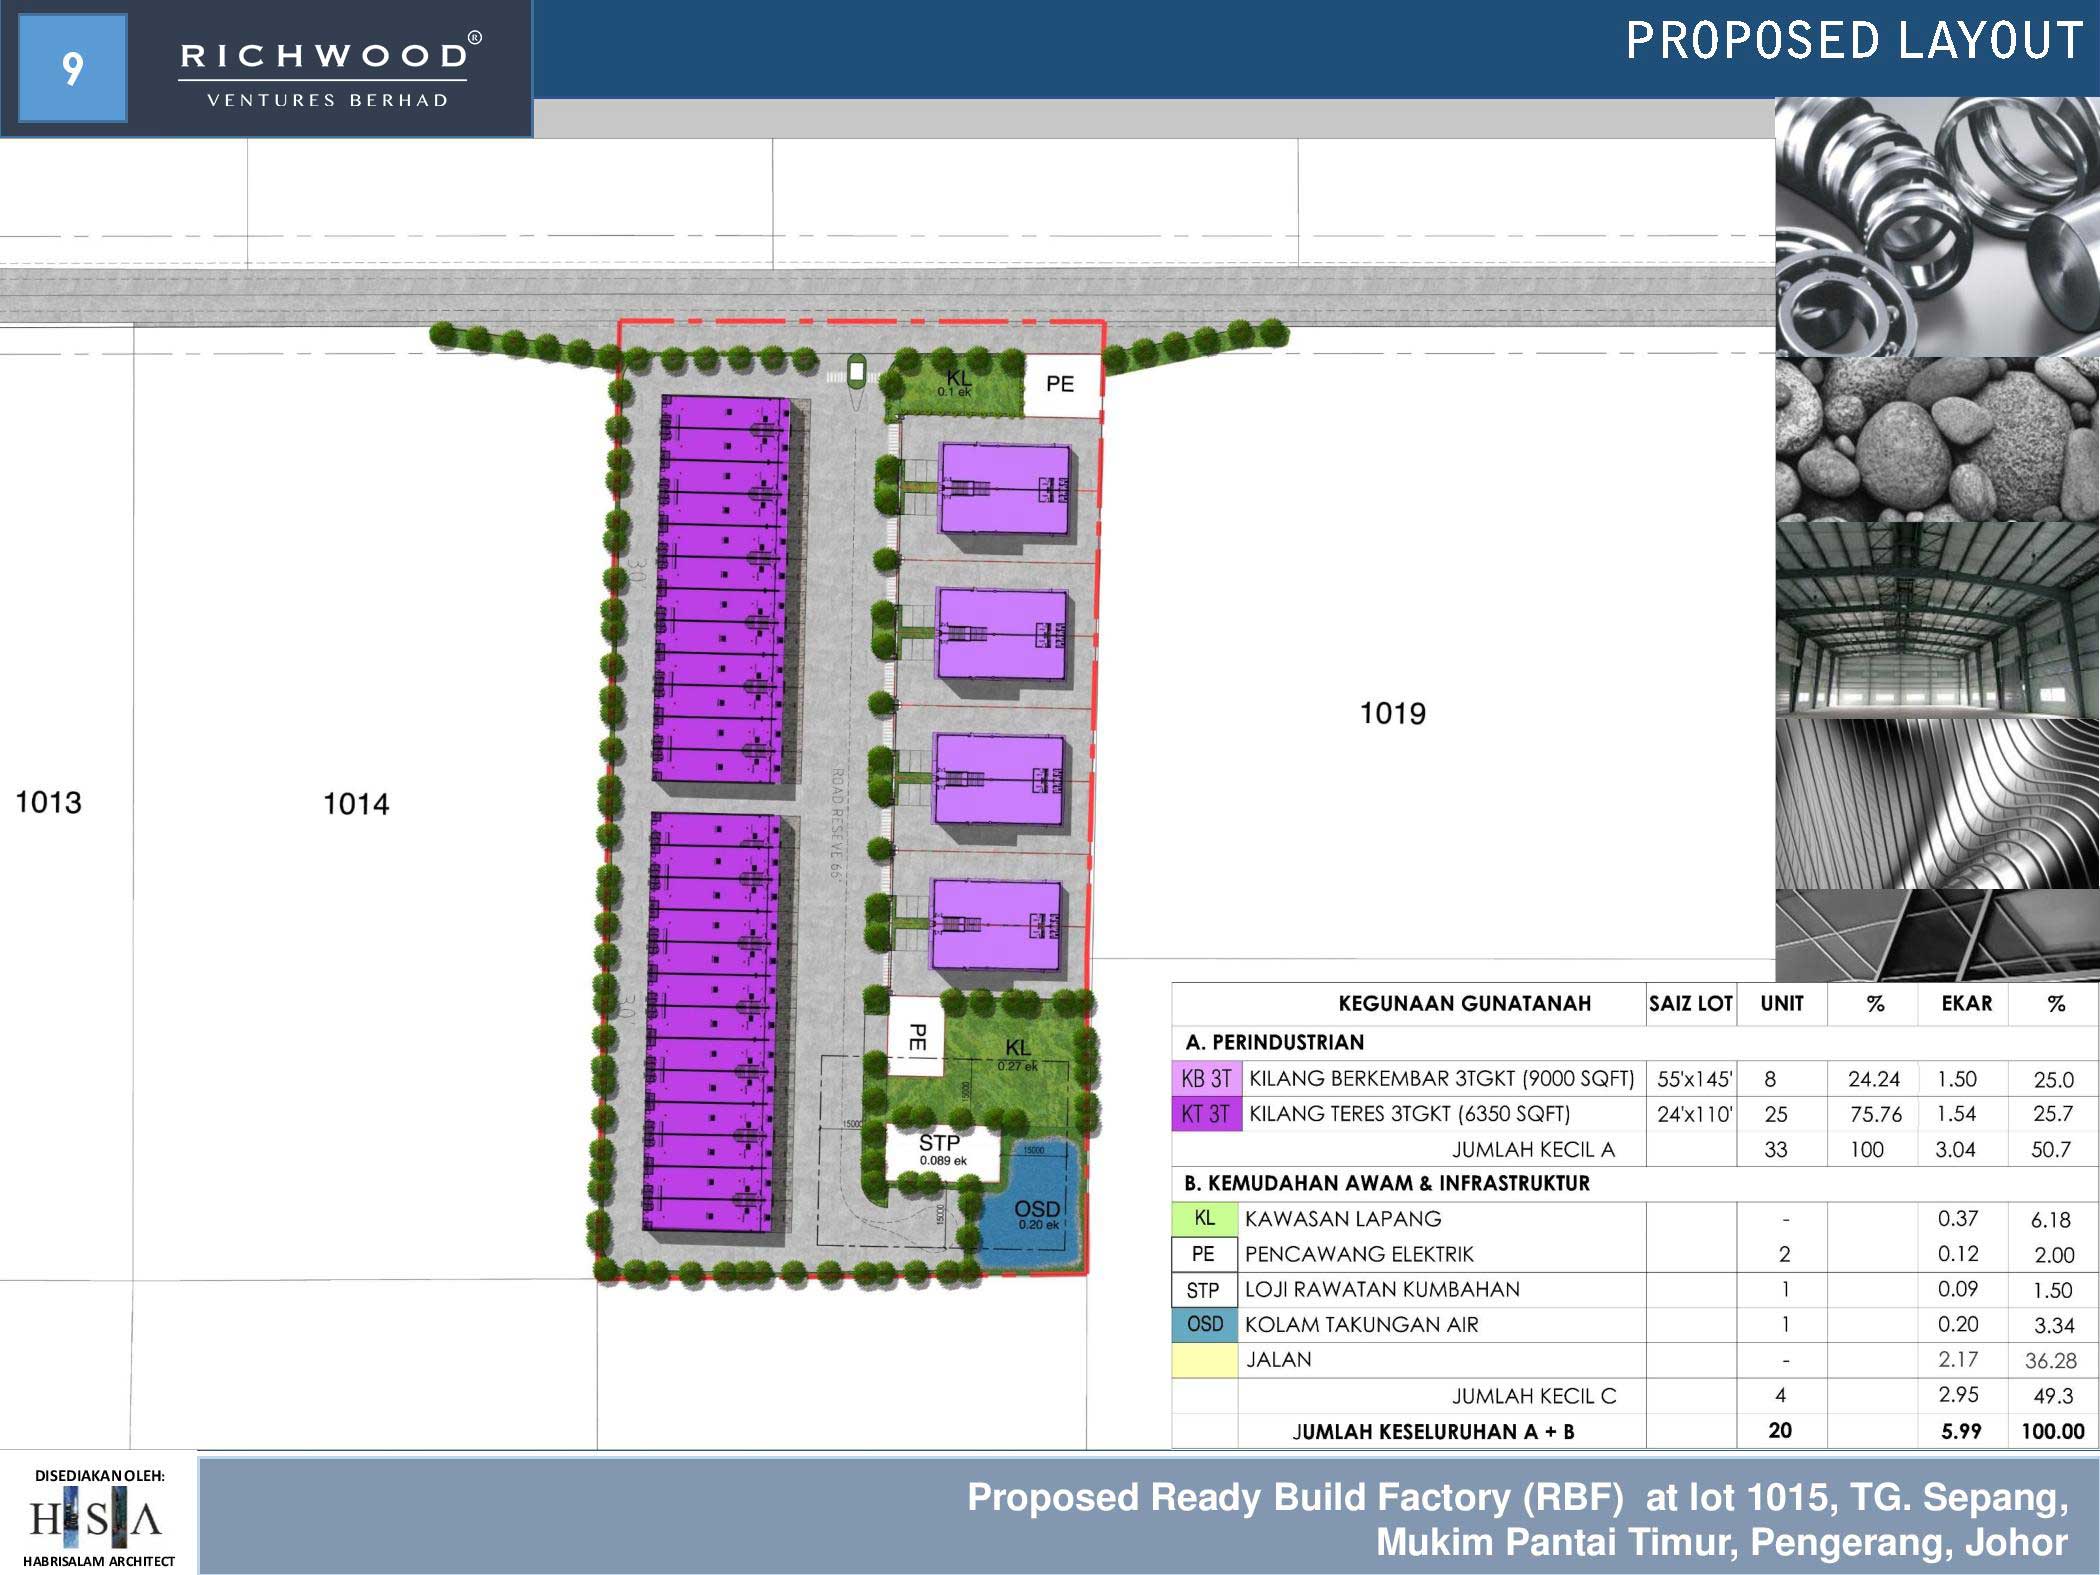 9
RICHWOOD®
VENTURES BERHAD
PROPOSED LAYOUT
KL
0.1 ek
PE
30'
ROAD RESEVE 66'
1019
1013
1014
30'
PE
KL
0.27 ek
15000
15000
STP
0.089 ek
15000
OSD
0.20 ek
15000
KEGUNAAN GUNATANAH SAIZ LOT UNIT % EKAR %
A. PERINDUSTRIAN
KB 3T KILANG BERKEMBAR 3TGKT (9000 SQFT) 55'x145' 8 24.24 1.50 25.0
KT 3T KILANG TERES 3TGKT (6350 SQFT) 24'x110' 25 75.76 1.54 25.7
JUMLAH KECIL A 33 100 3.04 50.7
B. KEMUDAHAN AWAM & INFRASTRUKTUR
KL KAWASAN LAPANG - 0.37 6.18
PE PENCAWANG ELEKTRIK 2 0.12 2.00
STP LOJI RAWATAN KUMBAHAN 1 0.09 1.50
OSD KOLAM TAKUNGAN AIR 1 0.20 3.34
JALAN - 2.17 36.28
JUMLAH KECIL C 4 2.95 49.3
JUMLAH KESELURUHAN A + B 20 5.99 100.00
DISEDIAKAN OLEH:
HSA
HABRISALAM ARCHITECT
Proposed Ready Build Factory (RBF) at lot 1015, TG. Sepang,
Mukim Pantai Timur, Pengerang, Johor